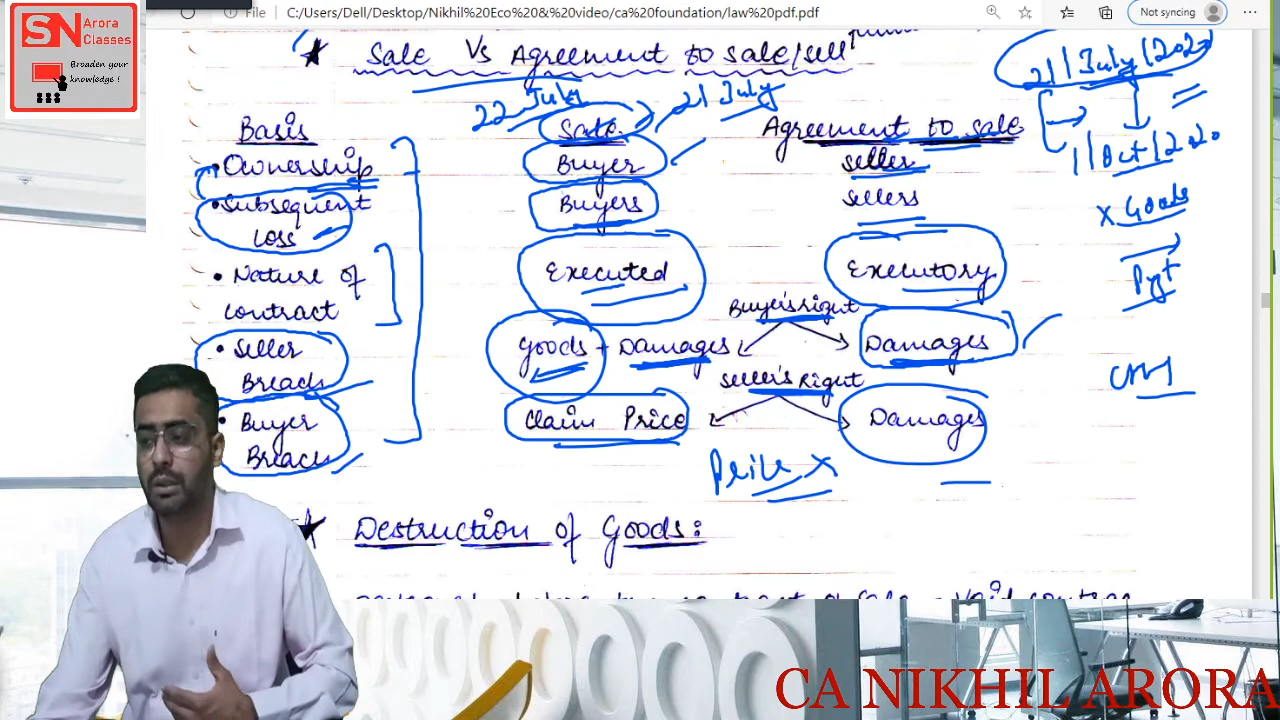 SN Arora
Classes
Broaden your
knowledge !
File
C:/Users/Dell/Desktop/Nikhil%20Eco%20&%20video/ca%20foundation/law%20pdf.pdf
Not syncing
★ Sale Vs Agreement to sale/sell
21 July 2020
22 July
21 July
1 Oct 2020
Basis Sale Agreement to sale
• Ownership Buyer seller
• Subsequent Loss Buyers sellers
x Goods
• Nature of contract Executed Executory
Pyt
Buyer's right
• Seller Breach Goods + Damages Damages
Seller's Right
• Buyer Breach Claim Price Damages
Price x
★ Destruction of Goods:
CA NIKHIL ARORA